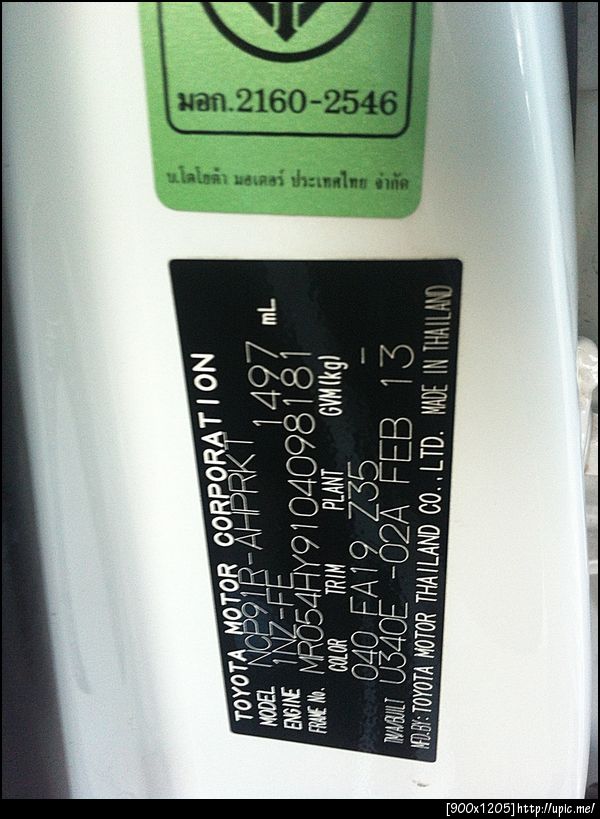 มอก.2160-2546
บ.โตโยต้า มอเตอร์ ประเทศไทย จำกัด
TOYOTA MOTOR CORPORATION
MODEL NCP91R-AHPRKT 1497 mL
ENGINE 1NZ-FE
FRAME No. MR054HY9104098181
COLOR TRIM PLANT GVM(kg)
040 FA19 Z35 -
TM/A/BUILT U340E -02A FEB 13
MFD.BY:TOYOTA MOTOR THAILAND CO.,LTD. MADE IN THAILAND
[900x1205]http://upic.me/